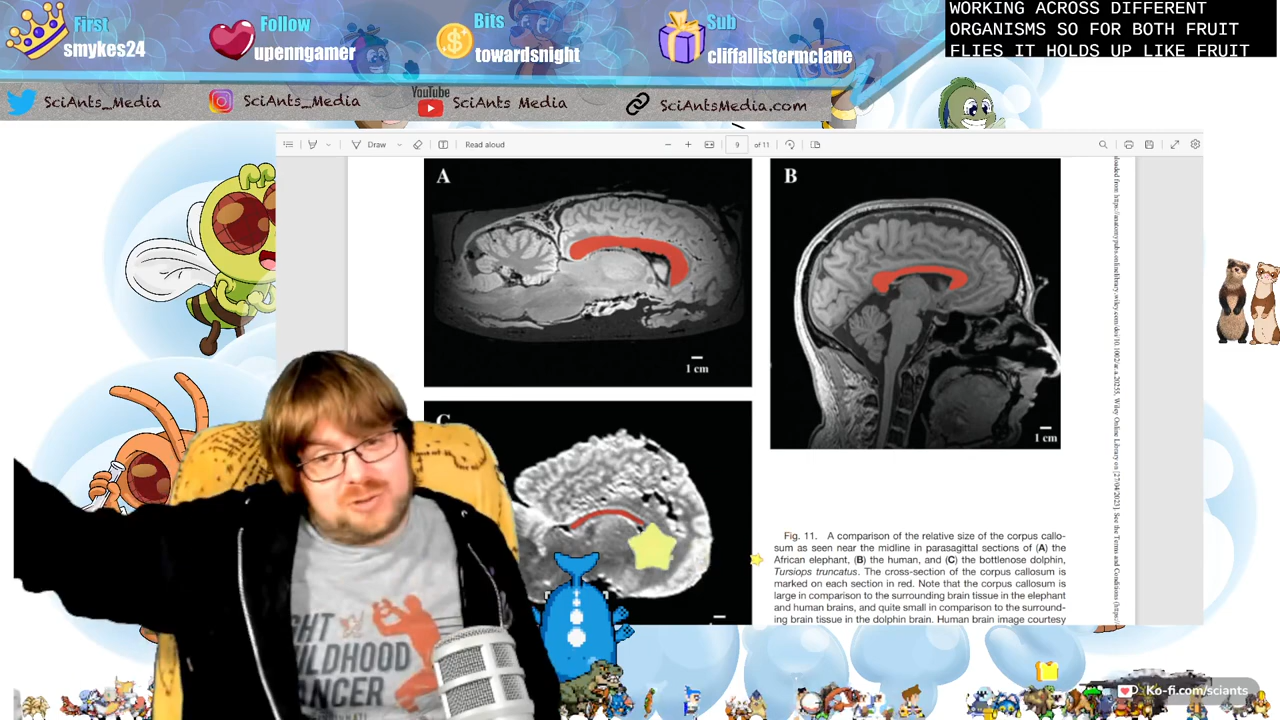 First
smykes24
Follow
upenngamer
Bits
towardsnight
Sub
cliffallistermclane
WORKING ACROSS DIFFERENT
ORGANISMS SO FOR BOTH FRUIT
FLIES IT HOLDS UP LIKE FRUIT
SciAnts_Media
SciAnts_Media
YouTube
SciAnts Media
SciAntsMedia.com
Draw
Read aloud
9
of 11
A
1 cm
B
1 cm
Fig. 11. A comparison of the relative size of the corpus callo-
sum as seen near the midline in parasagittal sections of (A) the
African elephant, (B) the human, and (C) the bottlenose dolphin,
Tursiops truncatus. The cross-section of the corpus callosum is
marked on each section in red. Note that the corpus callosum is
large in comparison to the surrounding brain tissue in the elephant
and human brains, and quite small in comparison to the surround-
ing brain tissue in the dolphin brain. Human brain image courtesy
GHT
ILDHOOD
ANCER
Ko-fi.com/sciants